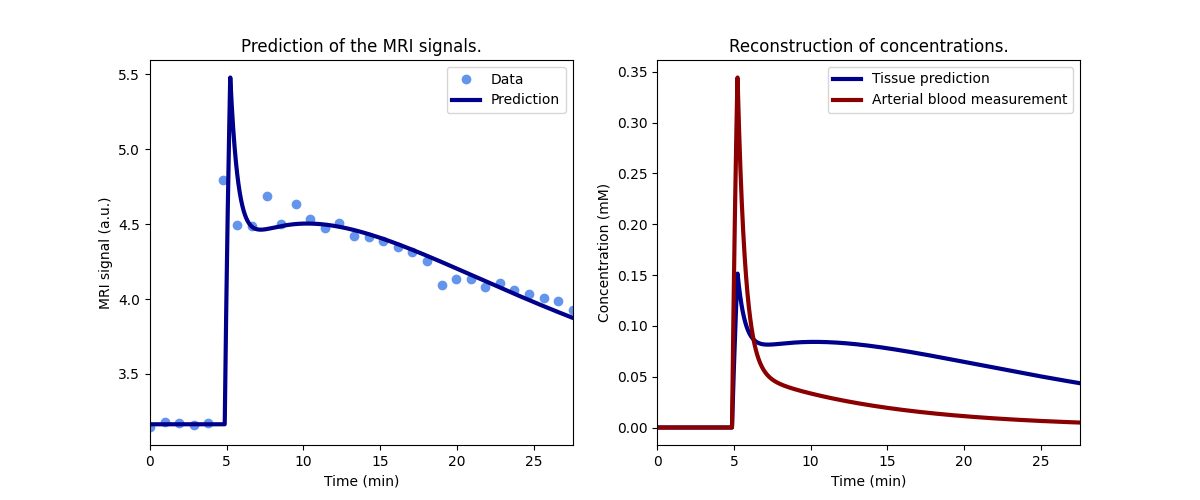 Prediction of the MRI signals.
5.5
5.0
4.5
4.0
3.5
MRI signal (a.u.)
Data
Prediction
0 5 10 15 20 25
Time (min)
Reconstruction of concentrations.
0.35
0.30
0.25
0.20
0.15
0.10
0.05
0.00
Concentration (mM)
Tissue prediction
Arterial blood measurement
0 5 10 15 20 25
Time (min)